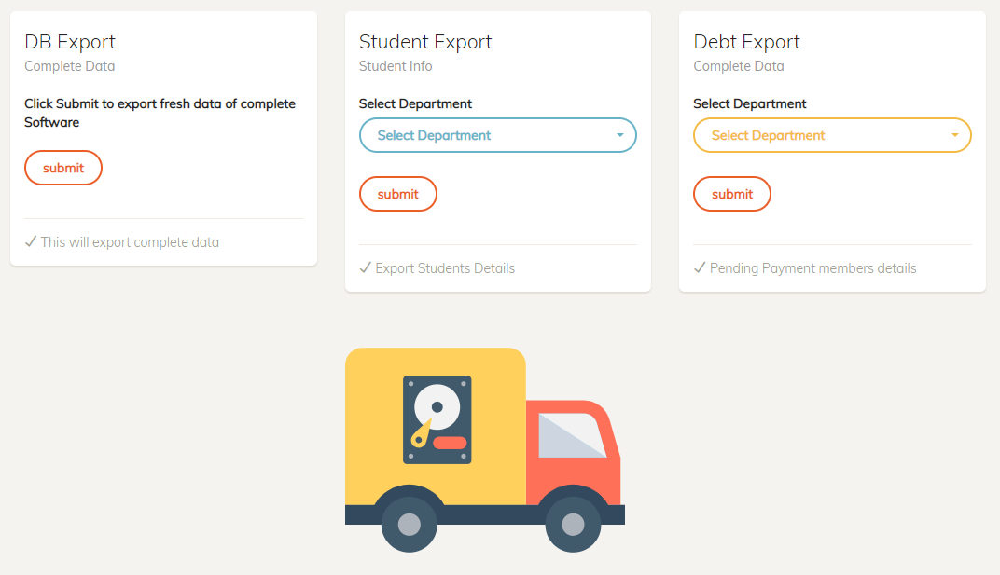 DB Export
Complete Data
Click Submit to export fresh data of complete
Software
submit
This will export complete data
Student Export
Student Info
Select Department
Select Department
submit
Export Students Details
Debt Export
Complete Data
Select Department
Select Department
submit
Pending Payment members details